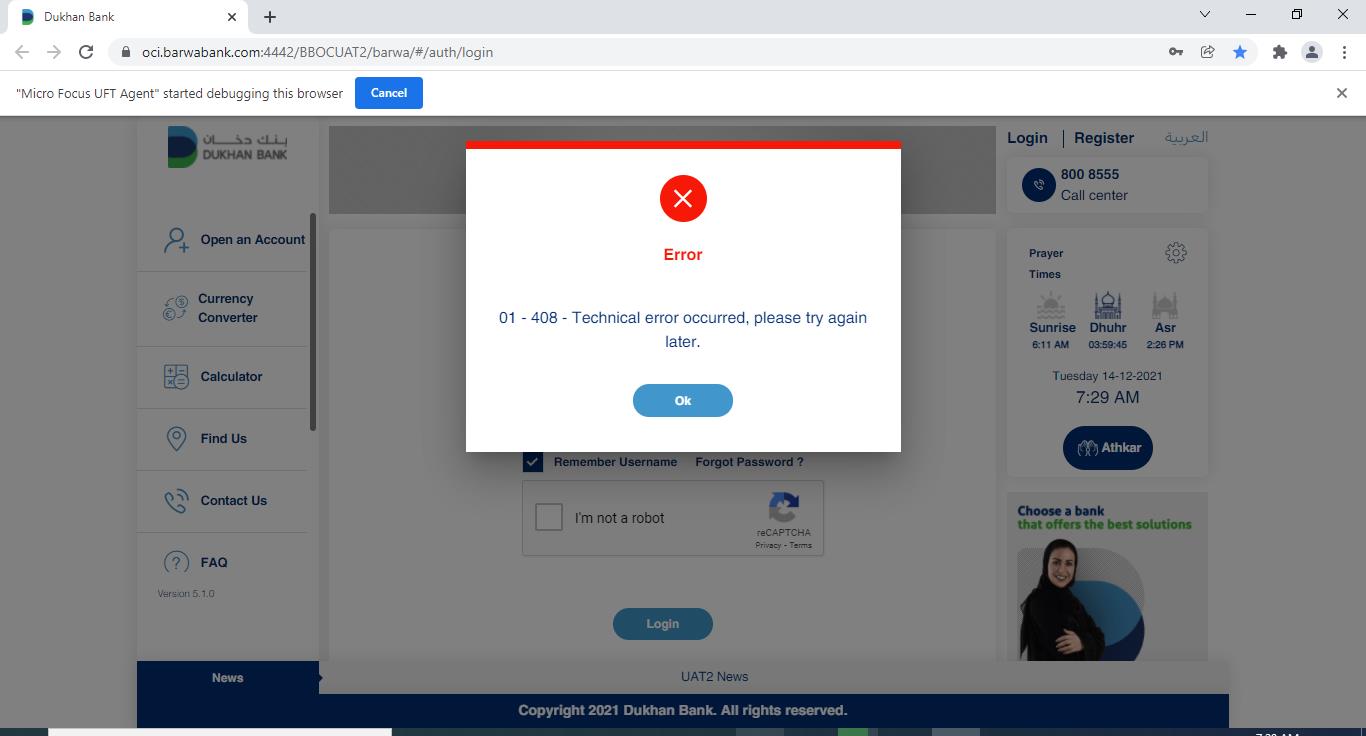 Dukhan Bank
oci.barwabank.com:4442/BBOCUAT2/barwa/#/auth/login
"Micro Focus UFT Agent" started debugging this browser
Cancel
بنك دخان
DUKHAN BANK
Open an Account
Currency
Converter
Calculator
Find Us
Contact Us
FAQ
Version 5.1.0
Error
01 - 408 - Technical error occurred, please try again
later.
Ok
Remember Username Forgot Password ?
I'm not a robot
reCAPTCHA
Privacy - Terms
Login
Login Register العربية
800 8555
Call center
Prayer
Times
Sunrise Dhuhr Asr
6:11 AM 03:59:45 2:26 PM
Tuesday 14-12-2021
7:29 AM
Athkar
Choose a bank
that offers the best solutions
News UAT2 News
Copyright 2021 Dukhan Bank. All rights reserved.